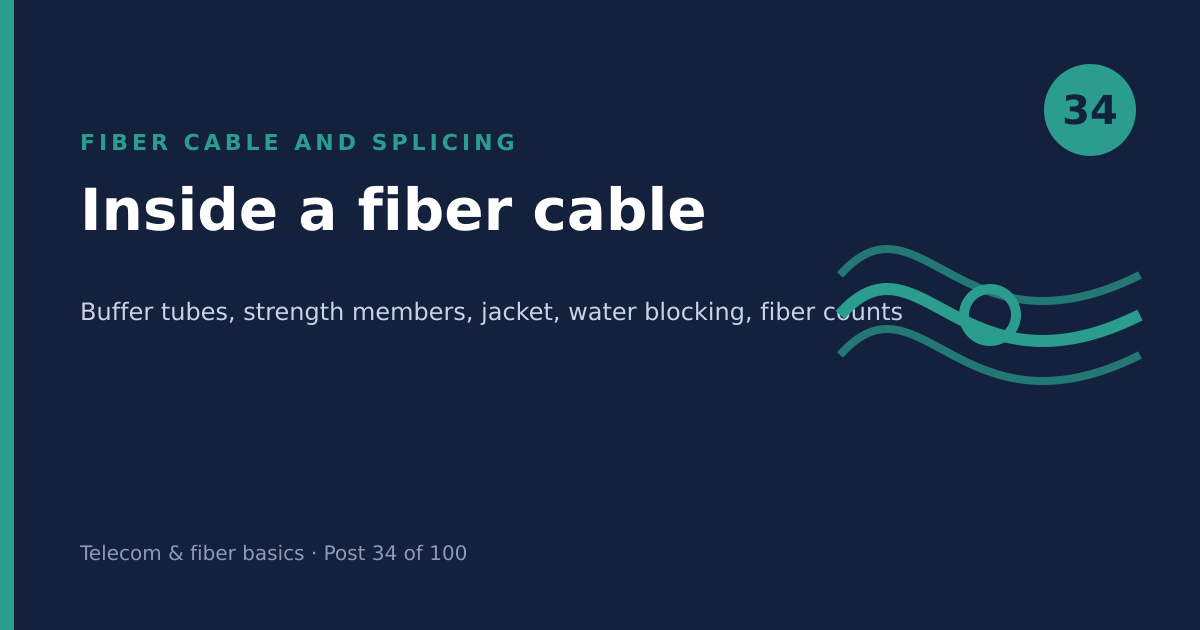 34
FIBER CABLE AND SPLICING
Inside a fiber cable
Buffer tubes, strength members, jacket, water blocking, fiber counts
Telecom & fiber basics · Post 34 of 100